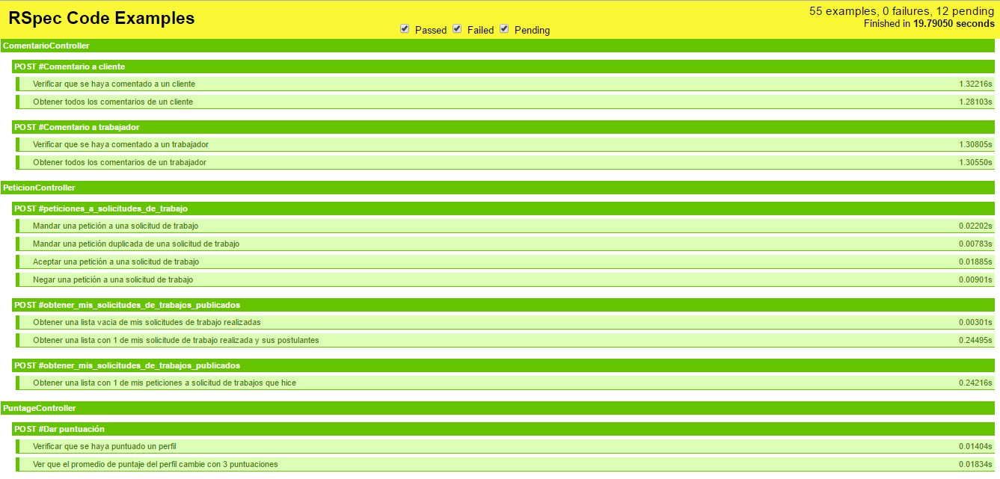 RSpec Code Examples
Passed Failed Pending
55 examples, 0 failures, 12 pending
Finished in 19.79050 seconds
ComentarioController
POST #Comentario a cliente
Verificar que se haya comentado a un cliente 1.32216s
Obtener todos los comentarios de un cliente 1.28103s
POST #Comentario a trabajador
Verificar que se haya comentado a un trabajador 1.30805s
Obtener todos los comentarios de un trabajador 1.30550s
PeticionController
POST #peticiones_a_solicitudes_de_trabajo
Mandar una petición a una solicitud de trabajo 0.02202s
Mandar una petición duplicada de una solicitud de trabajo 0.00783s
Aceptar una petición a una solicitud de trabajo 0.01885s
Negar una petición a una solicitud de trabajo 0.00901s
POST #obtener_mis_solicitudes_de_trabajos_publicados
Obtener una lista vacia de mis solicitudes de trabajo realizadas 0.00301s
Obtener una lista con 1 de mis solicitude de trabajo realizada y sus postulantes 0.24495s
POST #obtener_mis_solicitudes_de_trabajos_publicados
Obtener una lista con 1 de mis peticiones a solicitud de trabajos que hice 0.24216s
PuntageController
POST #Dar puntuación
Verificar que se haya puntuado un perfil 0.01404s
Ver que el promedio de puntaje del perfil cambie con 3 puntuaciones 0.01834s